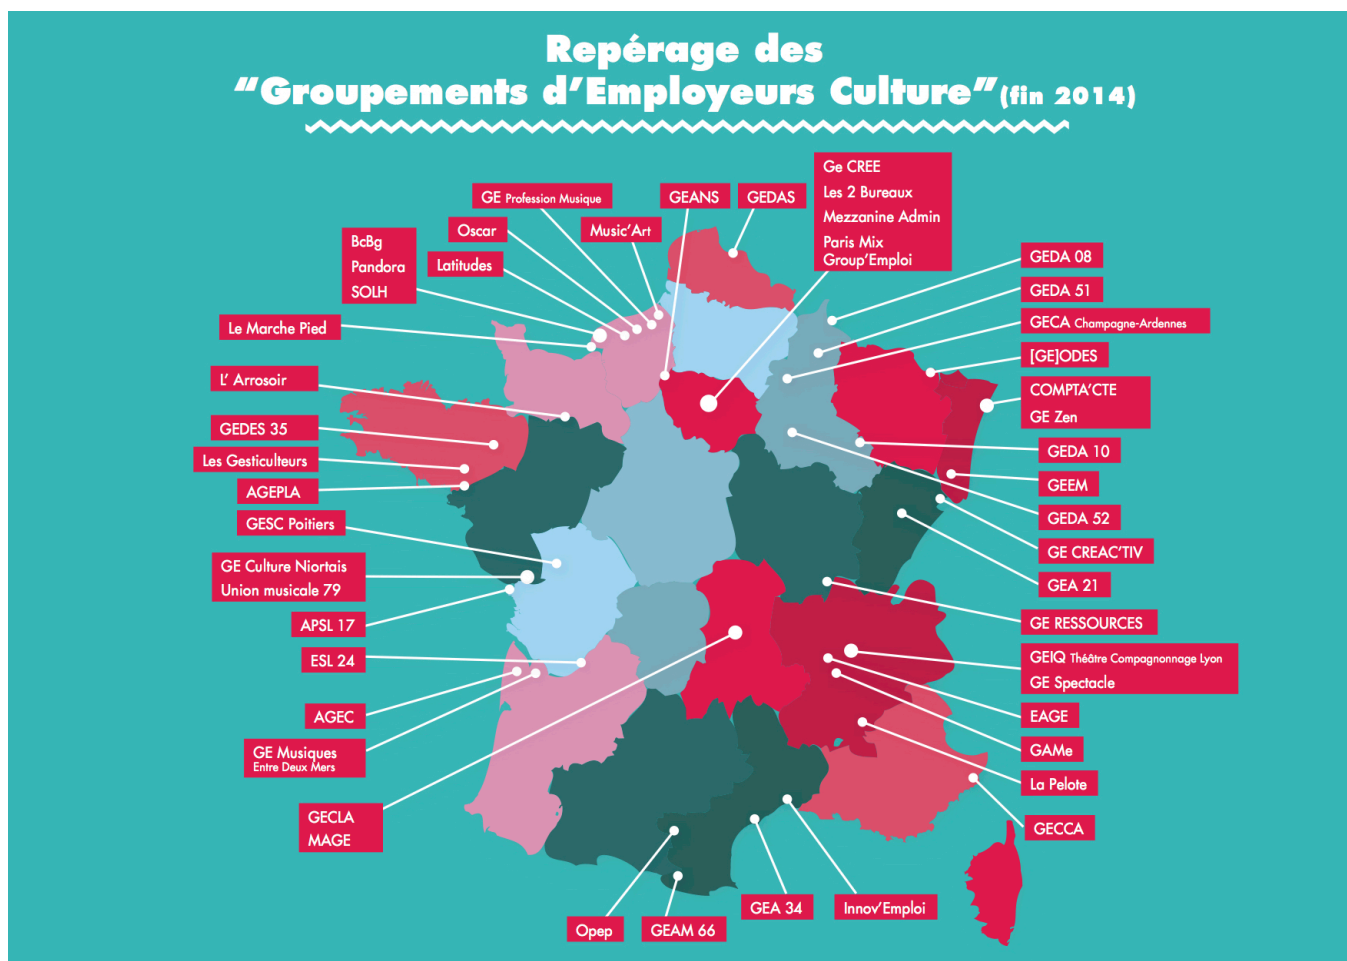 Repérage des
“Groupements d’Employeurs Culture” (fin 2014)
Ge CREE
Les 2 Bureaux
Mezzanine Admin
Paris Mix
Group’Emploi
GE Profession Musique
GEANS
GEDAS
Oscar
Music’Art
BcBg
Pandora
SOLH
Latitudes
Le Marche Pied
L’ Arrosoir
GEDES 35
Les Gesticulteurs
AGEPLA
GESC Poitiers
GE Culture Niortais
Union musicale 79
APSL 17
ESL 24
AGEC
GE Musiques
Entre Deux Mers
GECLA
MAGE
GEDA 08
GEDA 51
GECA Champagne-Ardennes
[GE]ODES
COMPTA’CTE
GE Zen
GEDA 10
GEEM
GEDA 52
GE CREAC’TIV
GEA 21
GE RESSOURCES
GEIQ Théâtre Compagnonnage Lyon
GE Spectacle
EAGE
GAMe
La Pelote
GECCA
Opep
GEAM 66
GEA 34
Innov’Emploi